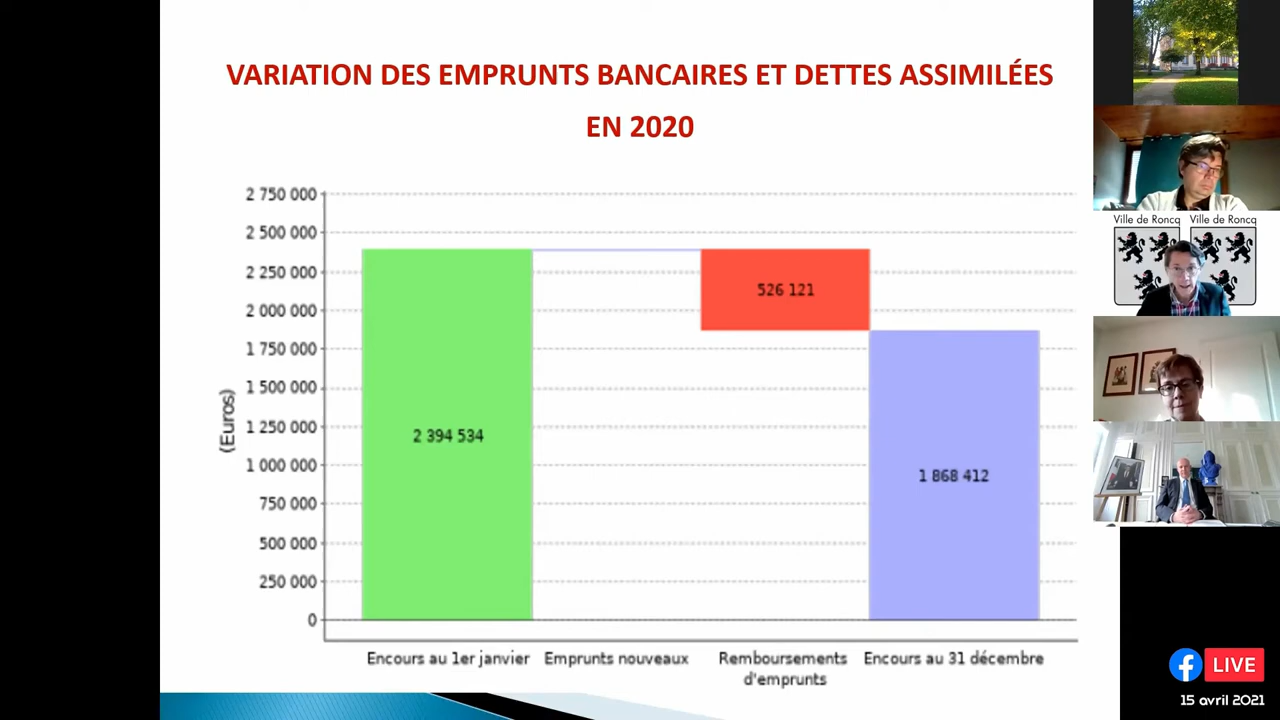 VARIATION DES EMPRUNTS BANCAIRES ET DETTES ASSIMILÉES
EN 2020
(Euros)
2 750 000
2 500 000
2 250 000
2 000 000
1 750 000
1 500 000
1 250 000
1 000 000
750 000
500 000
250 000
0
2 394 534
526 121
1 868 412
Encours au 1er janvier
Emprunts nouveaux
Remboursements
d'emprunts
Encours au 31 décembre
Ville de Roncq
Ville de Roncq
LIVE
15 avril 2021